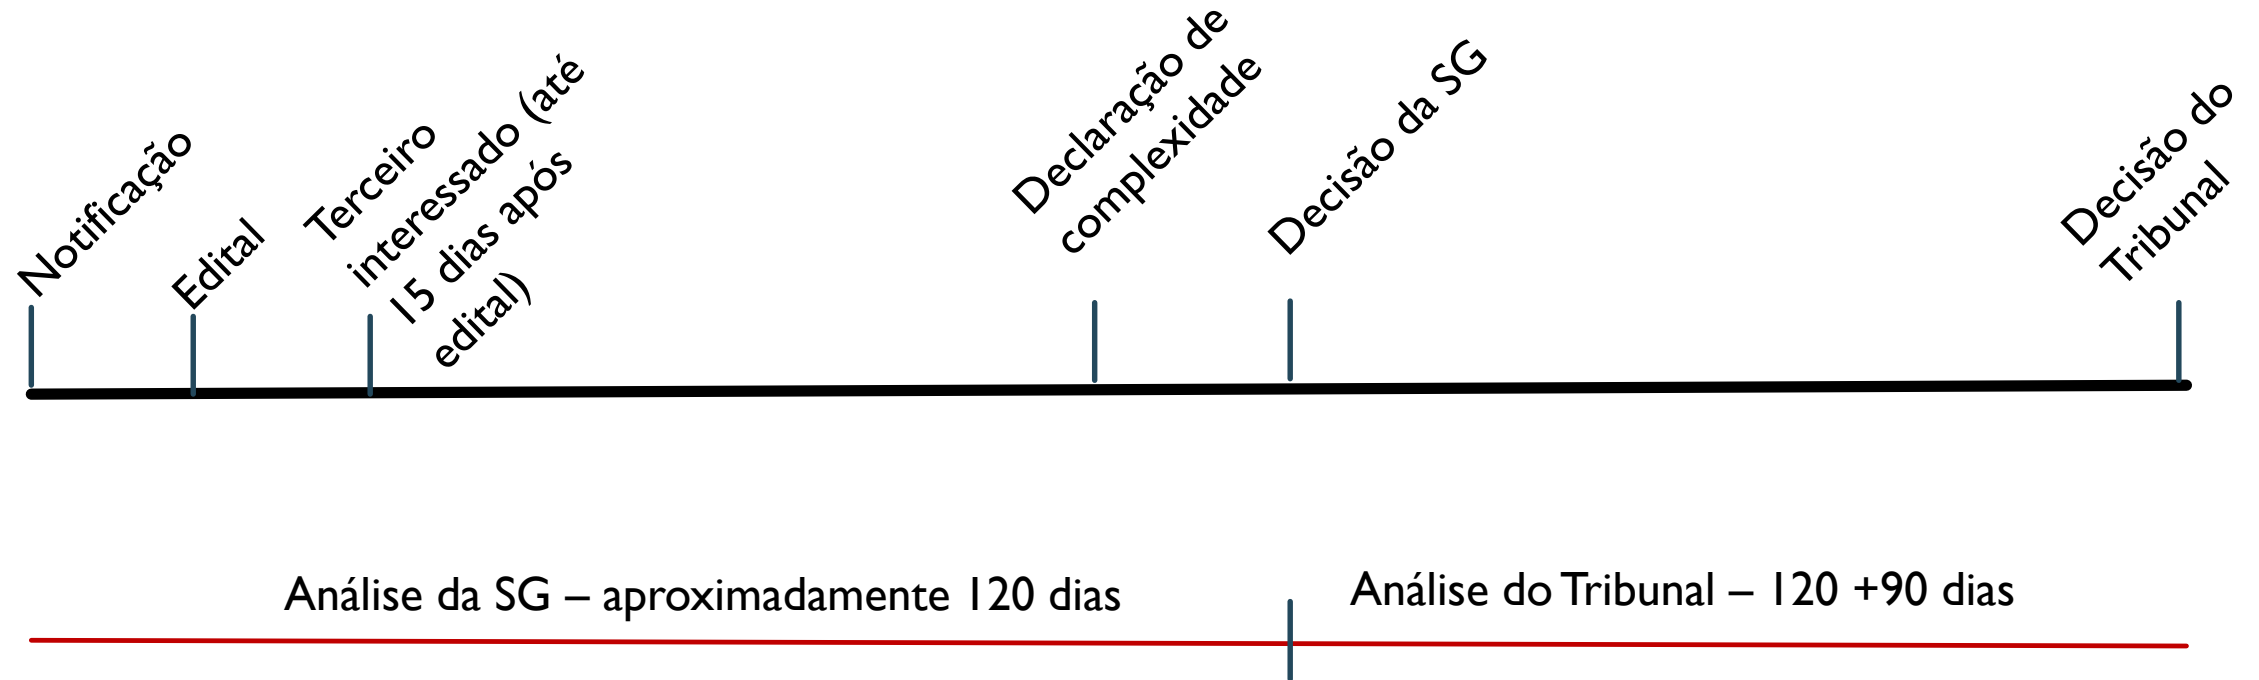 Notificação
Edital
Terceiro
interessado (até
15 dias após
edital)
Declaração de
complexidade
Decisão da SG
Decisão do
Tribunal
Análise da SG – aproximadamente 120 dias
Análise do Tribunal – 120 +90 dias